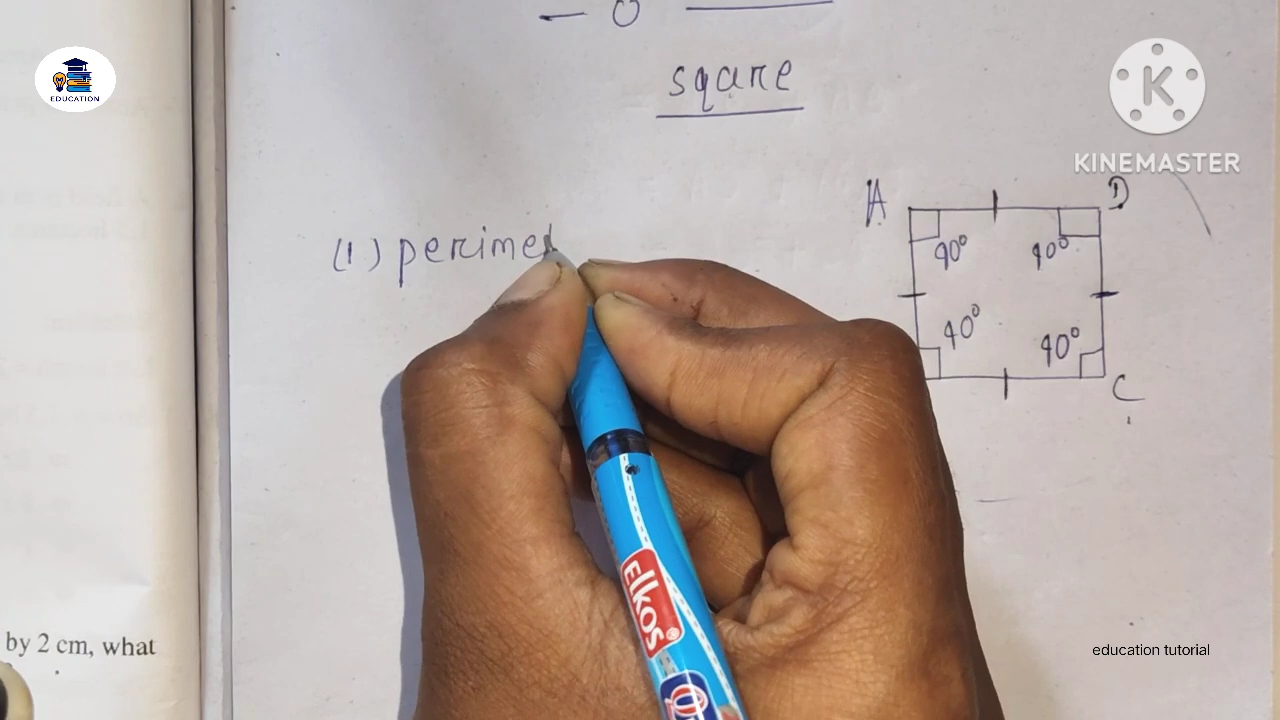 sqare
EDUCATION
KINEMASTER
A D
(1) perimet
90° 90°
90° 90°
C
Elkos
by 2 cm, what
education tutorial